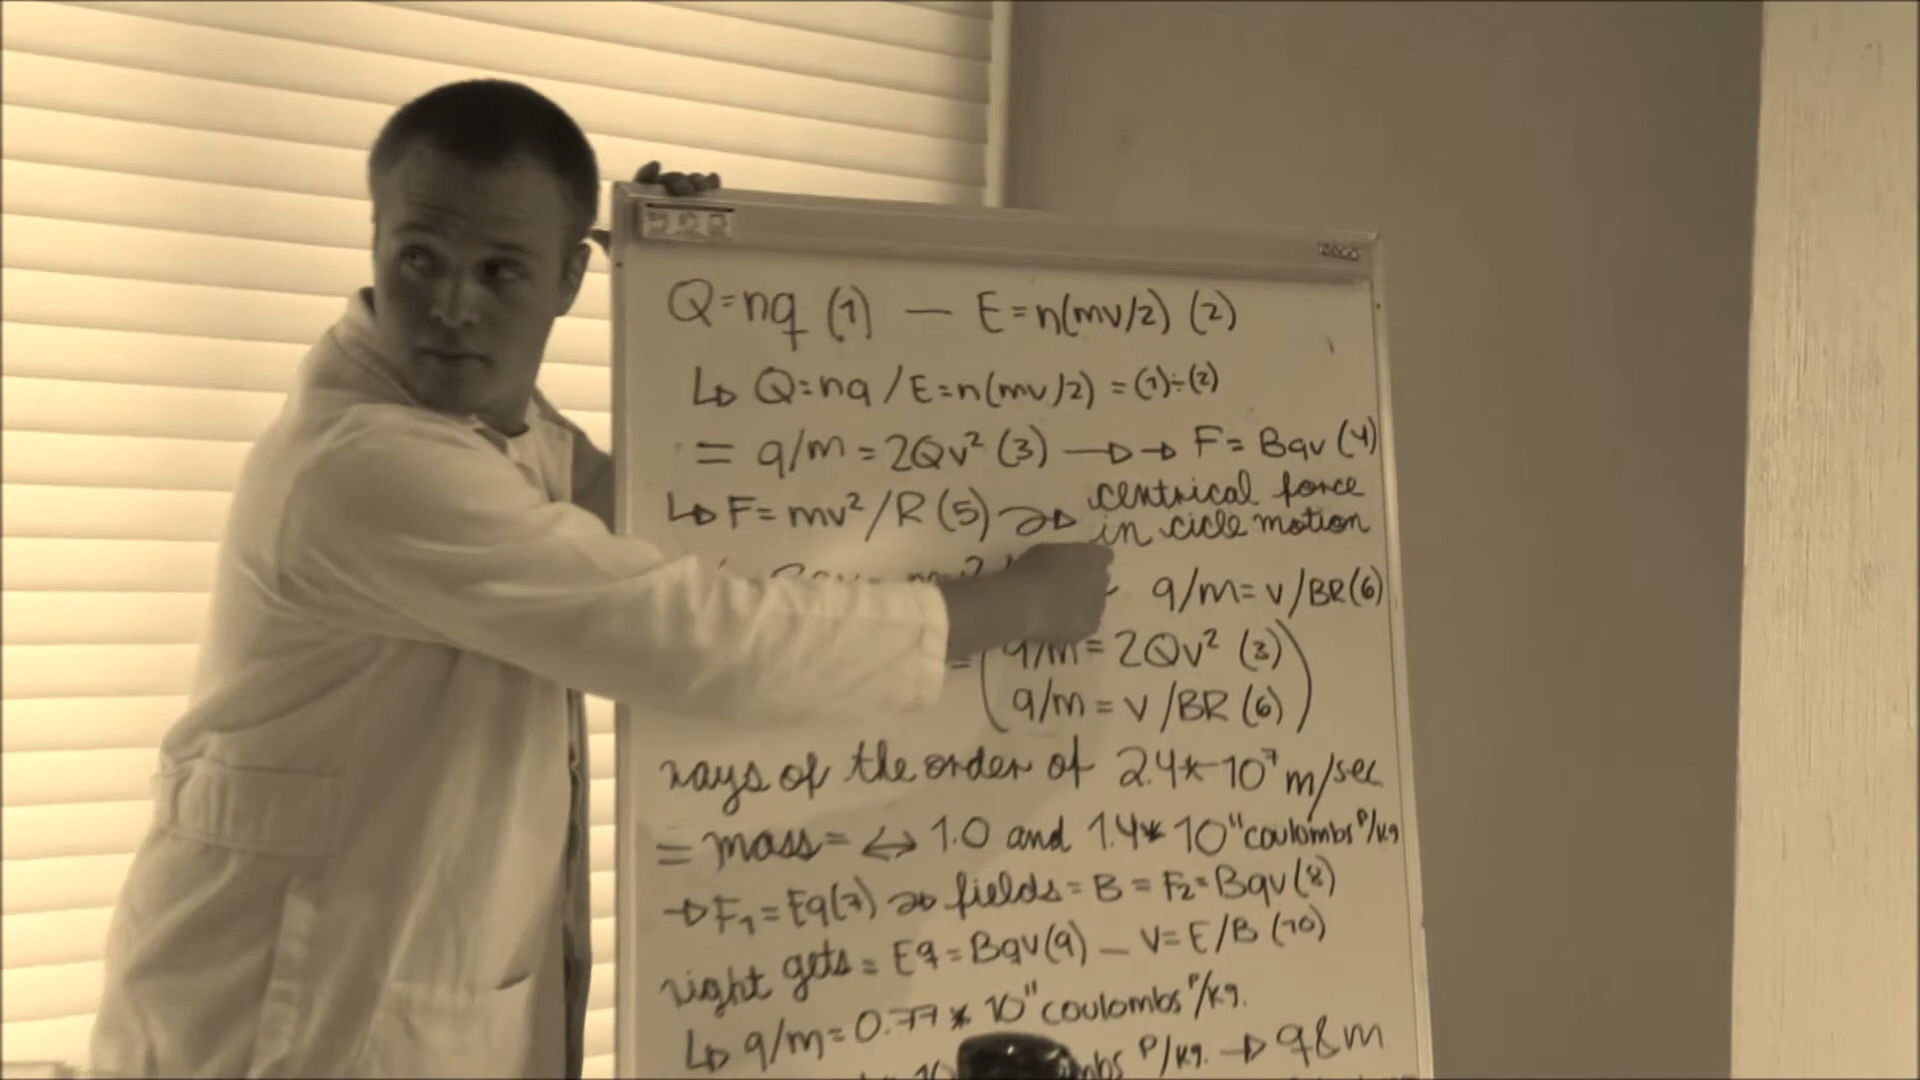 Q=nq (1) — E=n(mv/2) (2)
↳ Q=nq / E=n(mv/2) = (1)÷(2)
= q/m = 2Qv² (3) →→ F= Bqv (4)
↳ F= mv²/R (5) → centrical force
in cicle motion
q/m= v/BR(6)
=(q/m= 2Qv² (3)
q/m= v/BR (6))
rays of the order of 2.4*10⁷ m/sec
= mass= ↔ 1.0 and 1.4*10¹¹ coulombs P/kg
→ F₁=Eq(7) → fields= B = F₂=Bqv(8)
right gets= Eq=Bqv(9) — V= E/B (10)
↳ q/m=0.77*10¹¹ coulombs P/kg.
P/kg. → q&m